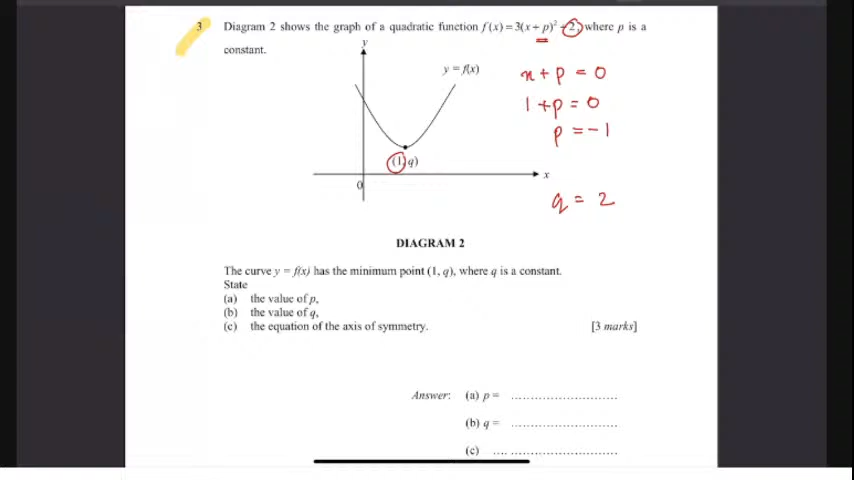 3 Diagram 2 shows the graph of a quadratic function f(x) = 3(x + p)² + 2, where p is a
constant.
y
y = f(x)
(1, q)
x
0
x + p = 0
1 + p = 0
p = -1
q = 2
DIAGRAM 2
The curve y = f(x) has the minimum point (1, q), where q is a constant.
State
(a) the value of p,
(b) the value of q,
(c) the equation of the axis of symmetry. [3 marks]
Answer: (a) p = ..............................
(b) q = ..............................
(c) ..............................